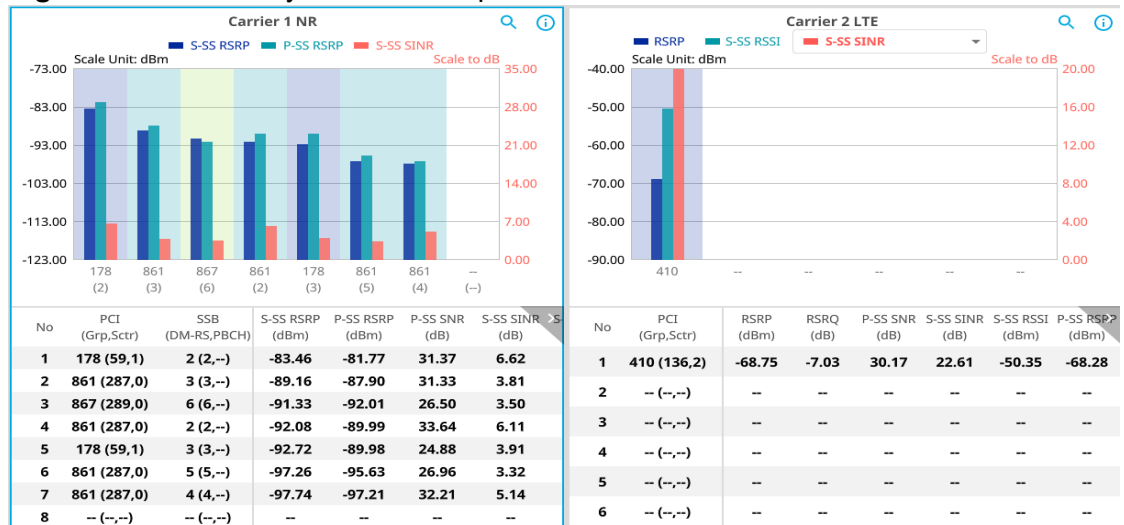 Carrier 1 NR
S-SS RSRP P-SS RSRP S-SS SINR
Scale Unit: dBm Scale to dB
-73.00 35.00
-83.00 28.00
-93.00 21.00
-103.00 14.00
-113.00 7.00
-123.00 0.00
178 861 867 861 178 861 861 --
(2) (3) (6) (2) (3) (5) (4) (--)
No PCI (Grp,Sctr) SSB (DM-RS,PBCH) S-SS RSRP (dBm) P-SS RSRP (dBm) P-SS SNR (dB) S-SS SINR (dB) S-
1 178 (59,1) 2 (2,--) -83.46 -81.77 31.37 6.62
2 861 (287,0) 3 (3,--) -89.16 -87.90 31.33 3.81
3 867 (289,0) 6 (6,--) -91.33 -92.01 26.50 3.50
4 861 (287,0) 2 (2,--) -92.08 -89.99 33.64 6.11
5 178 (59,1) 3 (3,--) -92.72 -89.98 24.88 3.91
6 861 (287,0) 5 (5,--) -97.26 -95.63 26.96 3.32
7 861 (287,0) 4 (4,--) -97.74 -97.21 32.21 5.14
8 -- (--,--) -- (--,--) -- -- -- --
Carrier 2 LTE
RSRP S-SS RSSI S-SS SINR
Scale Unit: dBm Scale to dB
-40.00 20.00
-50.00 16.00
-60.00 12.00
-70.00 8.00
-80.00 4.00
-90.00 0.00
410 -- -- -- -- --
No PCI (Grp,Sctr) RSRP (dBm) RSRQ (dB) P-SS SNR (dB) S-SS SINR (dB) S-SS RSSI (dBm) P-SS RSRP (dBm)
1 410 (136,2) -68.75 -7.03 30.17 22.61 -50.35 -68.28
2 -- (--,--) -- -- -- -- -- --
3 -- (--,--) -- -- -- -- -- --
4 -- (--,--) -- -- -- -- -- --
5 -- (--,--) -- -- -- -- -- --
6 -- (--,--) -- -- -- -- -- --